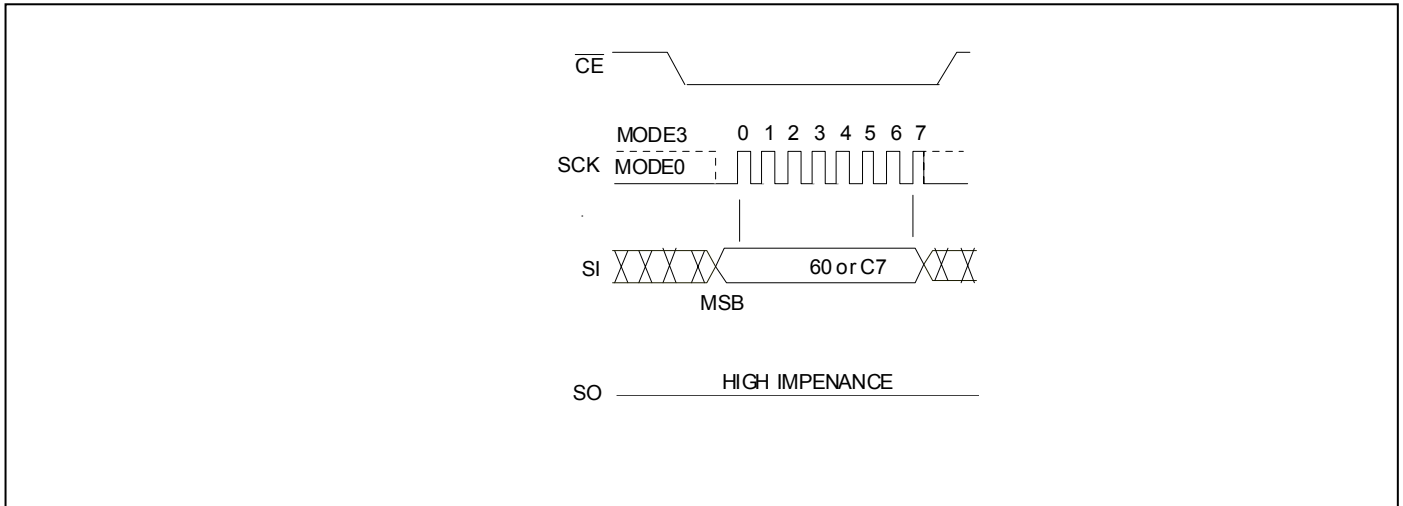 CE
MODE3 0 1 2 3 4 5 6 7
SCK MODE0
SI 60 or C7
MSB
SO HIGH IMPENANCE